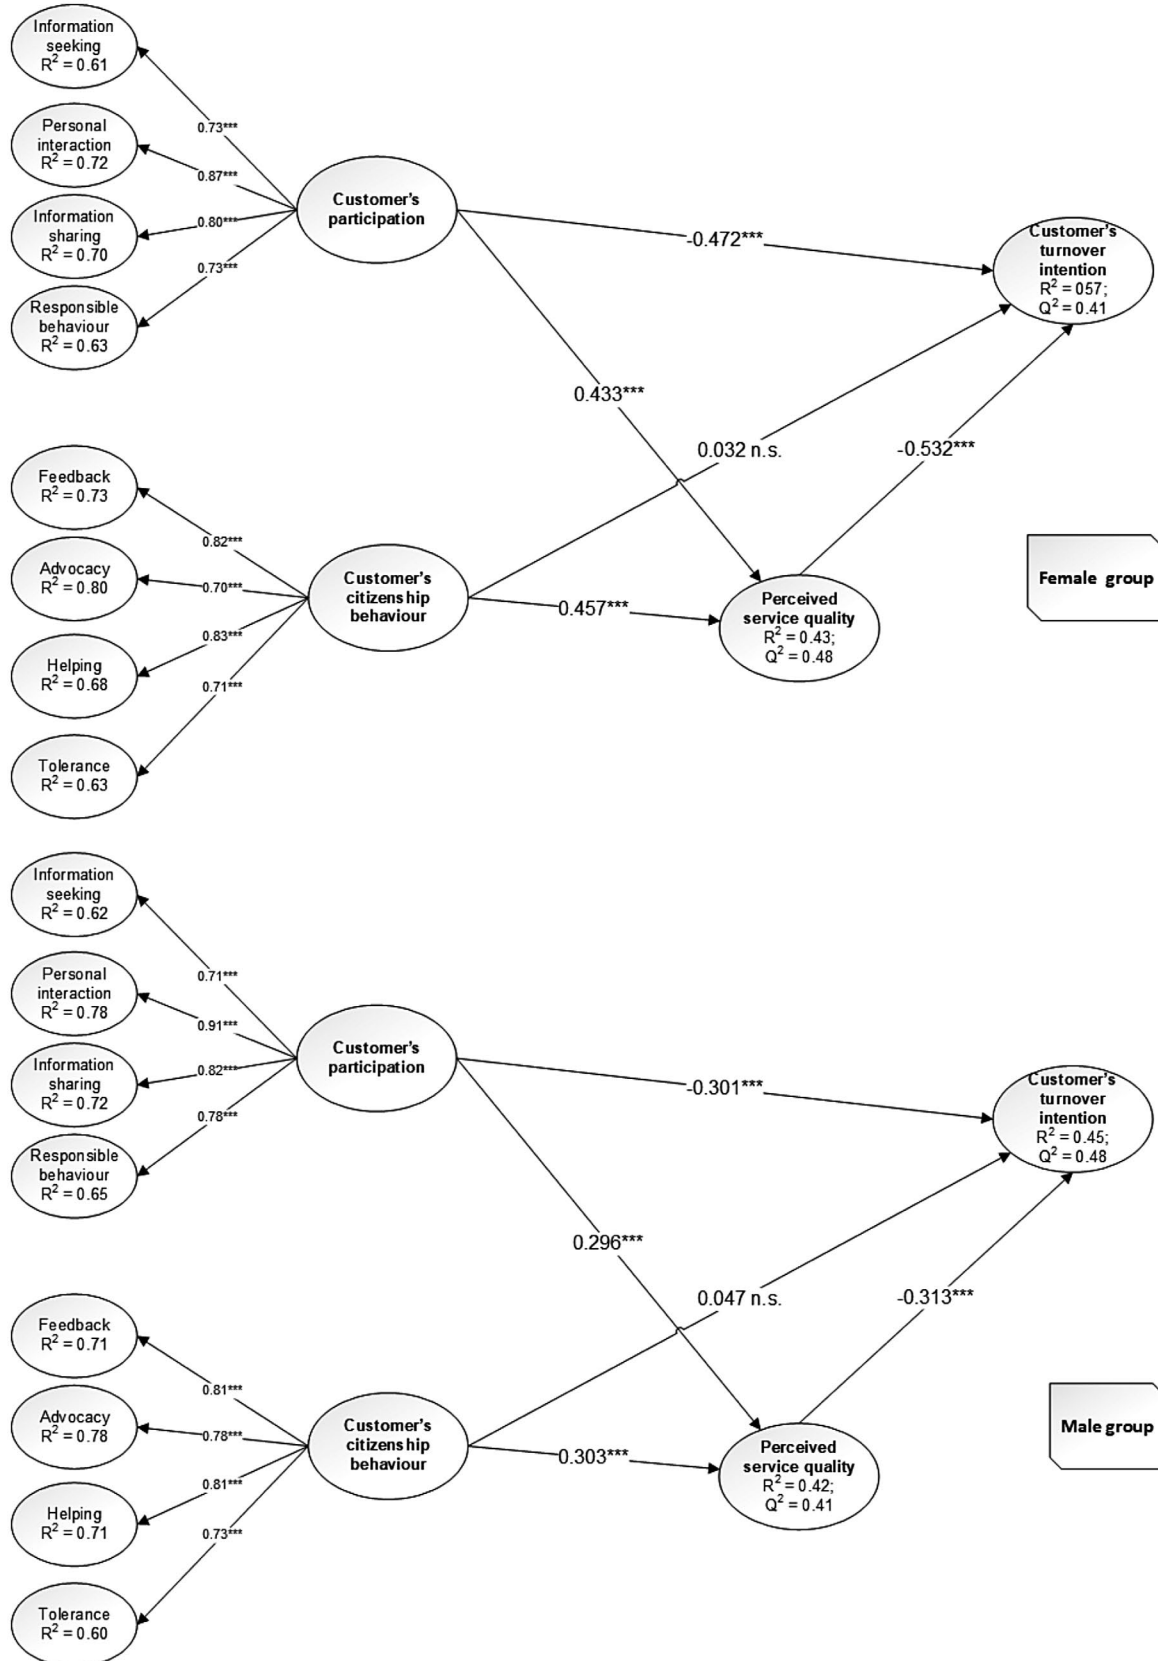 Information
seeking
R² = 0.61
0.73***
Personal
interaction
R² = 0.72
0.87***
Information
sharing
R² = 0.70
0.80***
Responsible
behaviour
R² = 0.63
0.73***
Customer's
participation
-0.472***
Customer's
turnover
intention
R² = 057;
Q² = 0.41
0.433***
0.032 n.s.
-0.532***
Feedback
R² = 0.73
0.82***
Advocacy
R² = 0.80
0.70***
Helping
R² = 0.68
0.83***
Tolerance
R² = 0.63
0.71***
Customer's
citizenship
behaviour
0.457***
Perceived
service quality
R² = 0.43;
Q² = 0.48
Female group
Information
seeking
R² = 0.62
0.71***
Personal
interaction
R² = 0.78
0.91***
Information
sharing
R² = 0.72
0.82***
Responsible
behaviour
R² = 0.65
0.78***
Customer's
participation
-0.301***
Customer's
turnover
intention
R² = 0.45;
Q² = 0.48
0.296***
0.047 n.s.
-0.313***
Feedback
R² = 0.71
0.81***
Advocacy
R² = 0.78
0.78***
Helping
R² = 0.71
0.81***
Tolerance
R² = 0.60
0.73***
Customer's
citizenship
behaviour
0.303***
Perceived
service quality
R² = 0.42;
Q² = 0.41
Male group